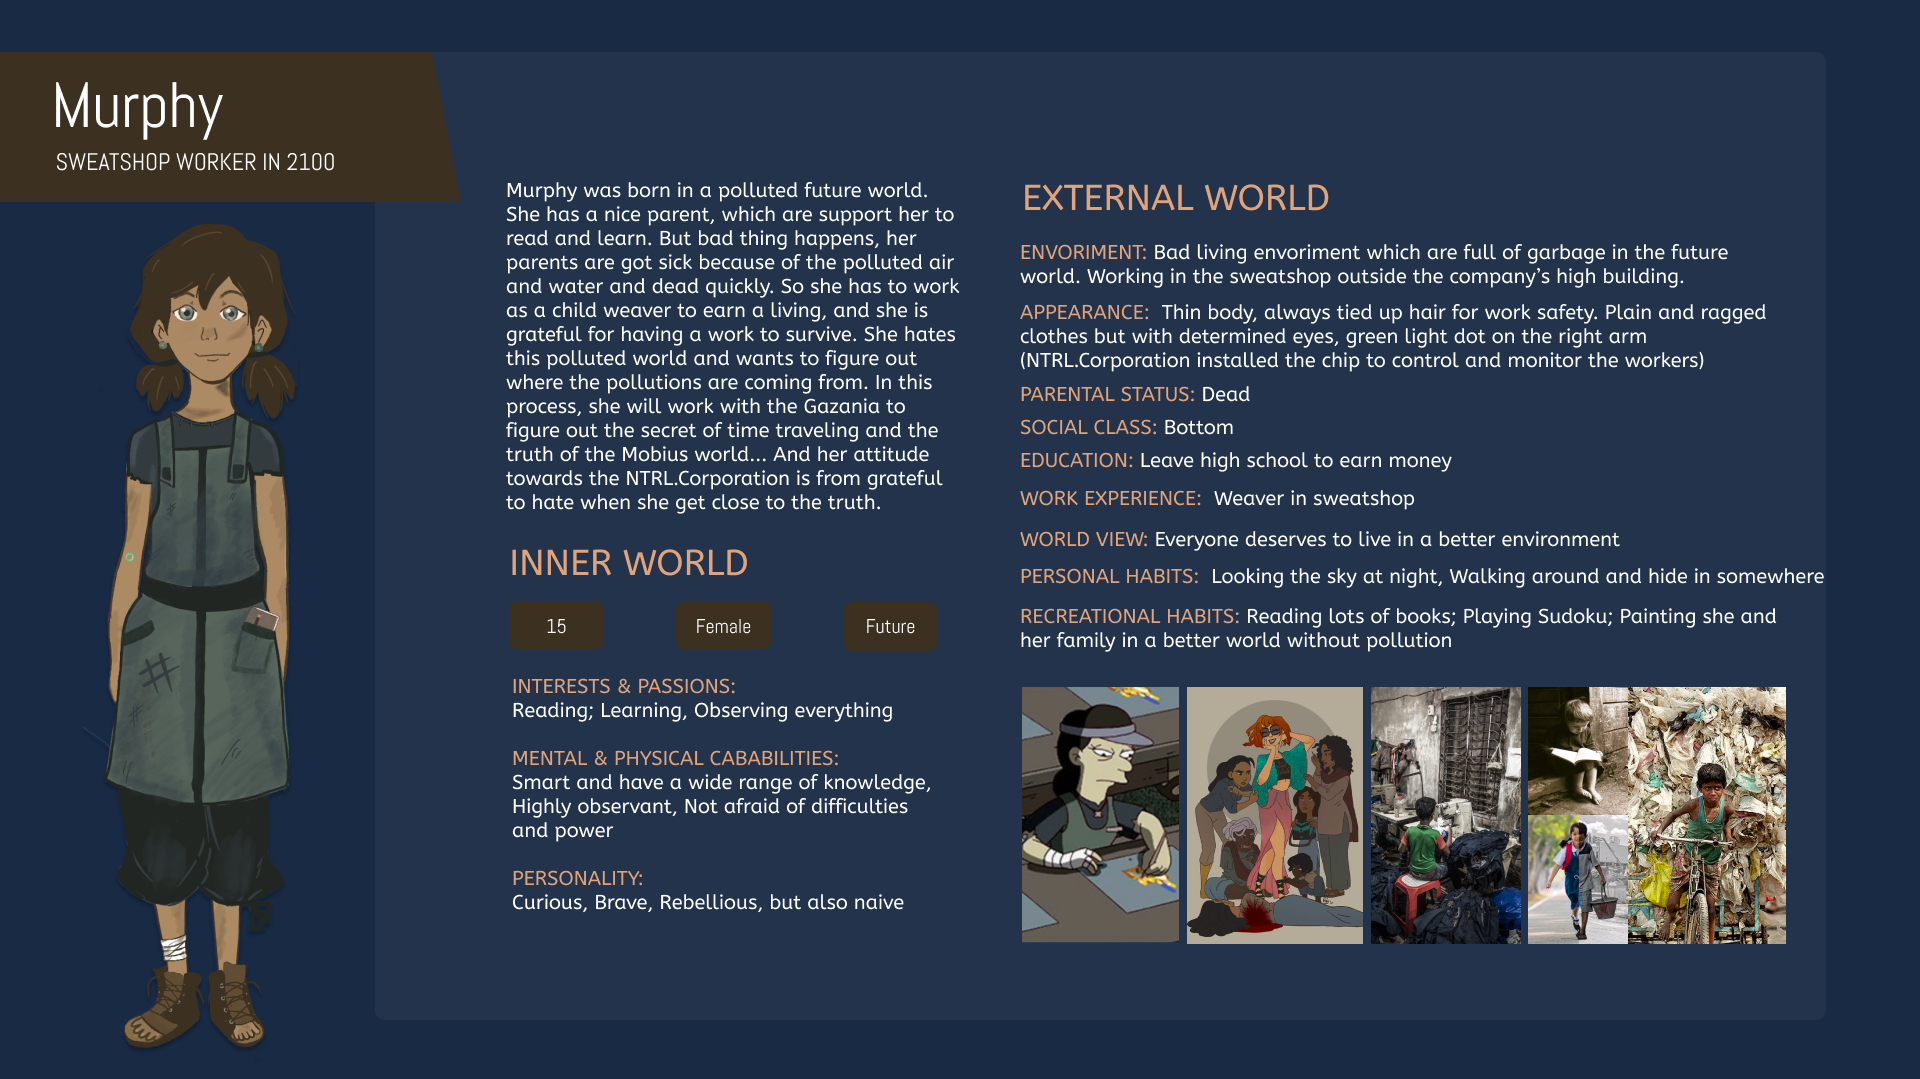 Murphy
SWEATSHOP WORKER IN 2100
Murphy was born in a polluted future world.
She has a nice parent, which are support her to
read and learn. But bad thing happens, her
parents are got sick because of the polluted air
and water and dead quickly. So she has to work
as a child weaver to earn a living, and she is
grateful for having a work to survive. She hates
this polluted world and wants to figure out
where the pollutions are coming from. In this
process, she will work with the Gazania to
figure out the secret of time traveling and the
truth of the Mobius world... And her attitude
towards the NTRL.Corporation is from grateful
to hate when she get close to the truth.
INNER WORLD
15
Female
Future
INTERESTS & PASSIONS:
Reading; Learning, Observing everything
MENTAL & PHYSICAL CABABILITIES:
Smart and have a wide range of knowledge,
Highly observant, Not afraid of difficulties
and power
PERSONALITY:
Curious, Brave, Rebellious, but also naive
EXTERNAL WORLD
ENVORIMENT: Bad living envoriment which are full of garbage in the future
world. Working in the sweatshop outside the company’s high building.
APPEARANCE: Thin body, always tied up hair for work safety. Plain and ragged
clothes but with determined eyes, green light dot on the right arm
(NTRL.Corporation installed the chip to control and monitor the workers)
PARENTAL STATUS: Dead
SOCIAL CLASS: Bottom
EDUCATION: Leave high school to earn money
WORK EXPERIENCE: Weaver in sweatshop
WORLD VIEW: Everyone deserves to live in a better environment
PERSONAL HABITS: Looking the sky at night, Walking around and hide in somewhere
RECREATIONAL HABITS: Reading lots of books; Playing Sudoku; Painting she and
her family in a better world without pollution